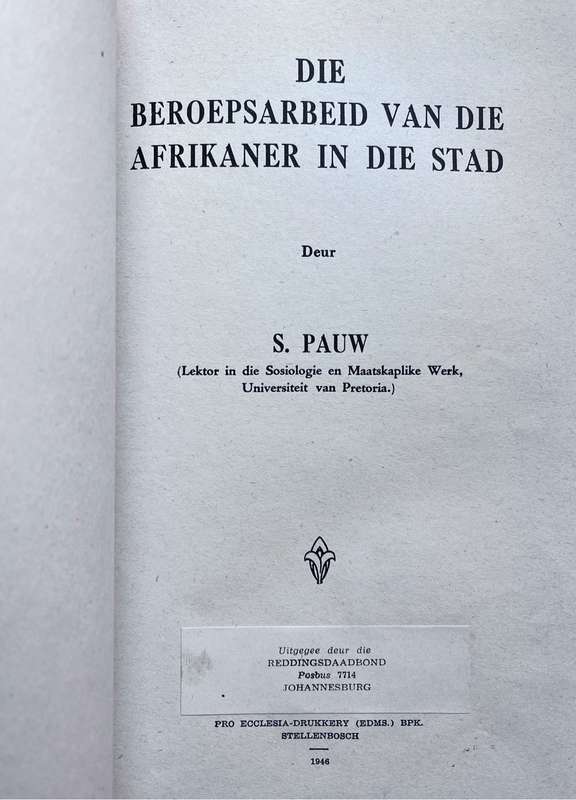 DIE
BEROEPSARBEID VAN DIE
AFRIKANER IN DIE STAD
Deur
S. PAUW
(Lektor in die Sosiologie en Maatskaplike Werk,
Universiteit van Pretoria.)
Uitgegee deur die
REDDINGSDAADBOND
Posbus 7714
JOHANNESBURG
PRO ECCLESIA-DRUKKERY (EDMS.) BPK.
STELLENBOSCH
1946